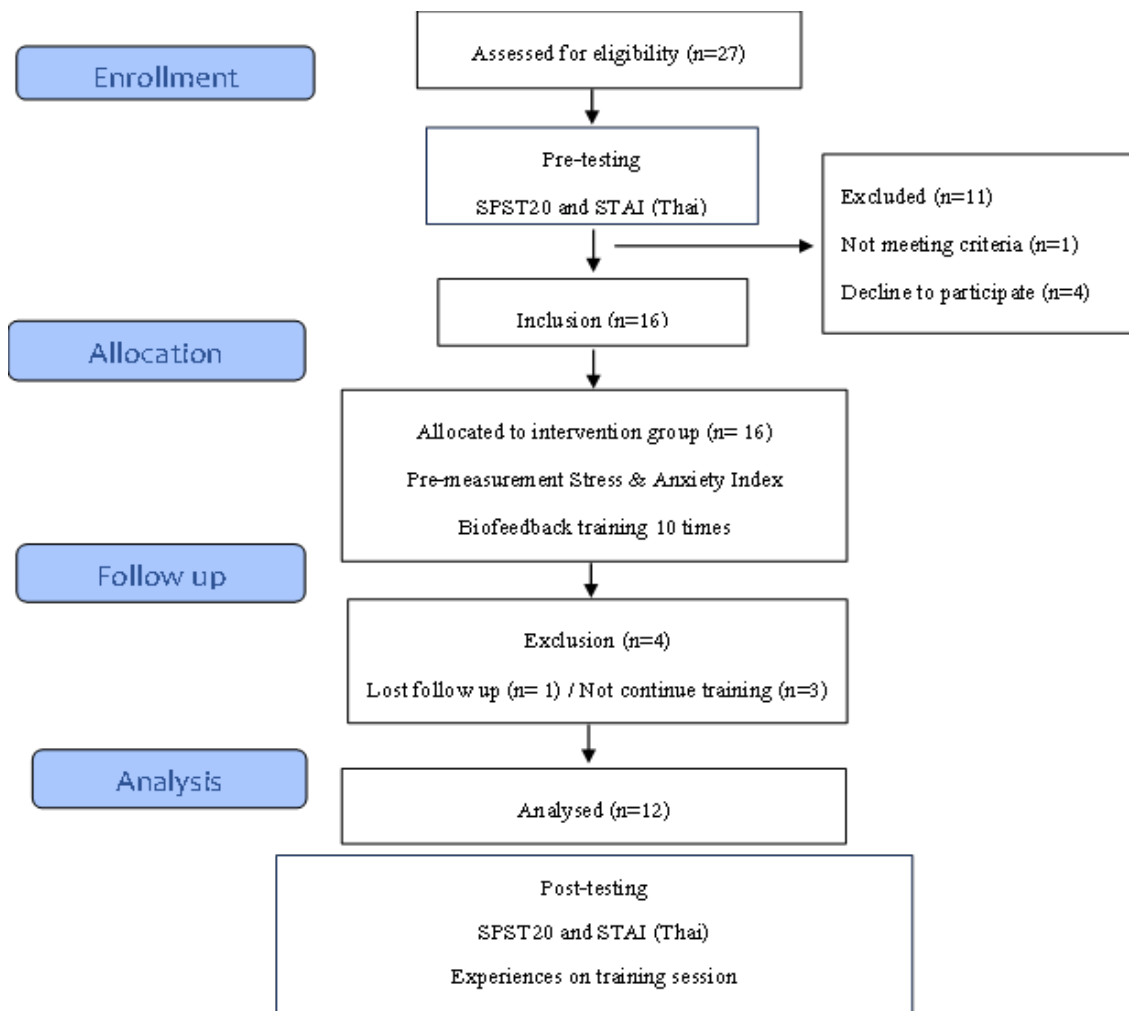 Assessed for eligibility (n=27)
Enrollment
Pre-testing
SPST20 and STAI (Thai)
Excluded (n=11)
Not meeting criteria (n=1)
Decline to participate (n=4)
Inclusion (n=16)
Allocation
Allocated to intervention group (n= 16)
Pre-measurement Stress & Anxiety Index
Biofeedback training 10 times
Follow up
Exclusion (n=4)
Lost follow up (n= 1) / Not continue training (n=3)
Analysis
Analysed (n=12)
Post-testing
SPST20 and STAI (Thai)
Experiences on training session